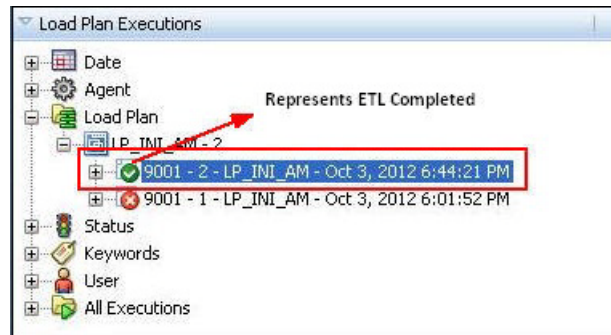 Load Plan Executions
Date
Agent
Represents ETL Completed
Load Plan
LP_INI_AM - 2
9001 - 2 - LP_INI_AM - Oct 3, 2012 6:44:21 PM
9001 - 1 - LP_INI_AM - Oct 3, 2012 6:01:52 PM
Status
Keywords
User
All Executions